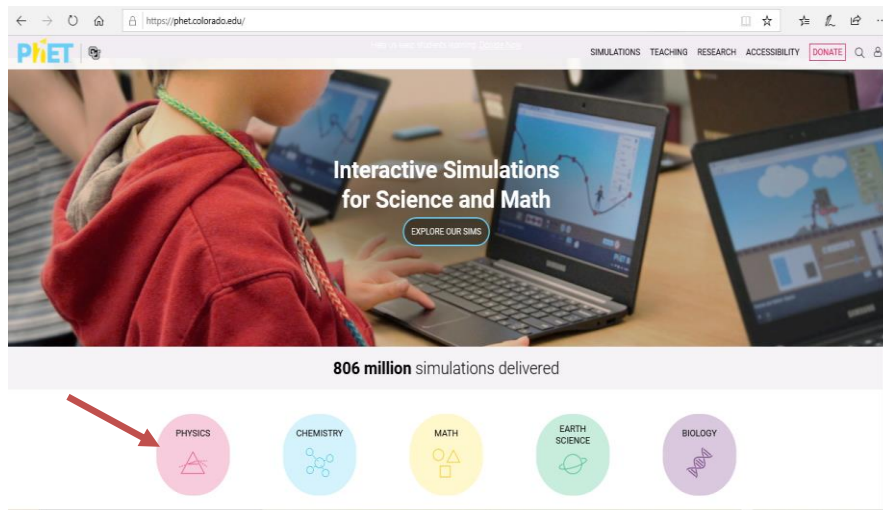 https://phet.colorado.edu/
PhET
SIMULATIONS TEACHING RESEARCH ACCESSIBILITY DONATE
Interactive Simulations
for Science and Math
EXPLORE OUR SIMS
806 million simulations delivered
PHYSICS
CHEMISTRY
MATH
EARTH
SCIENCE
BIOLOGY